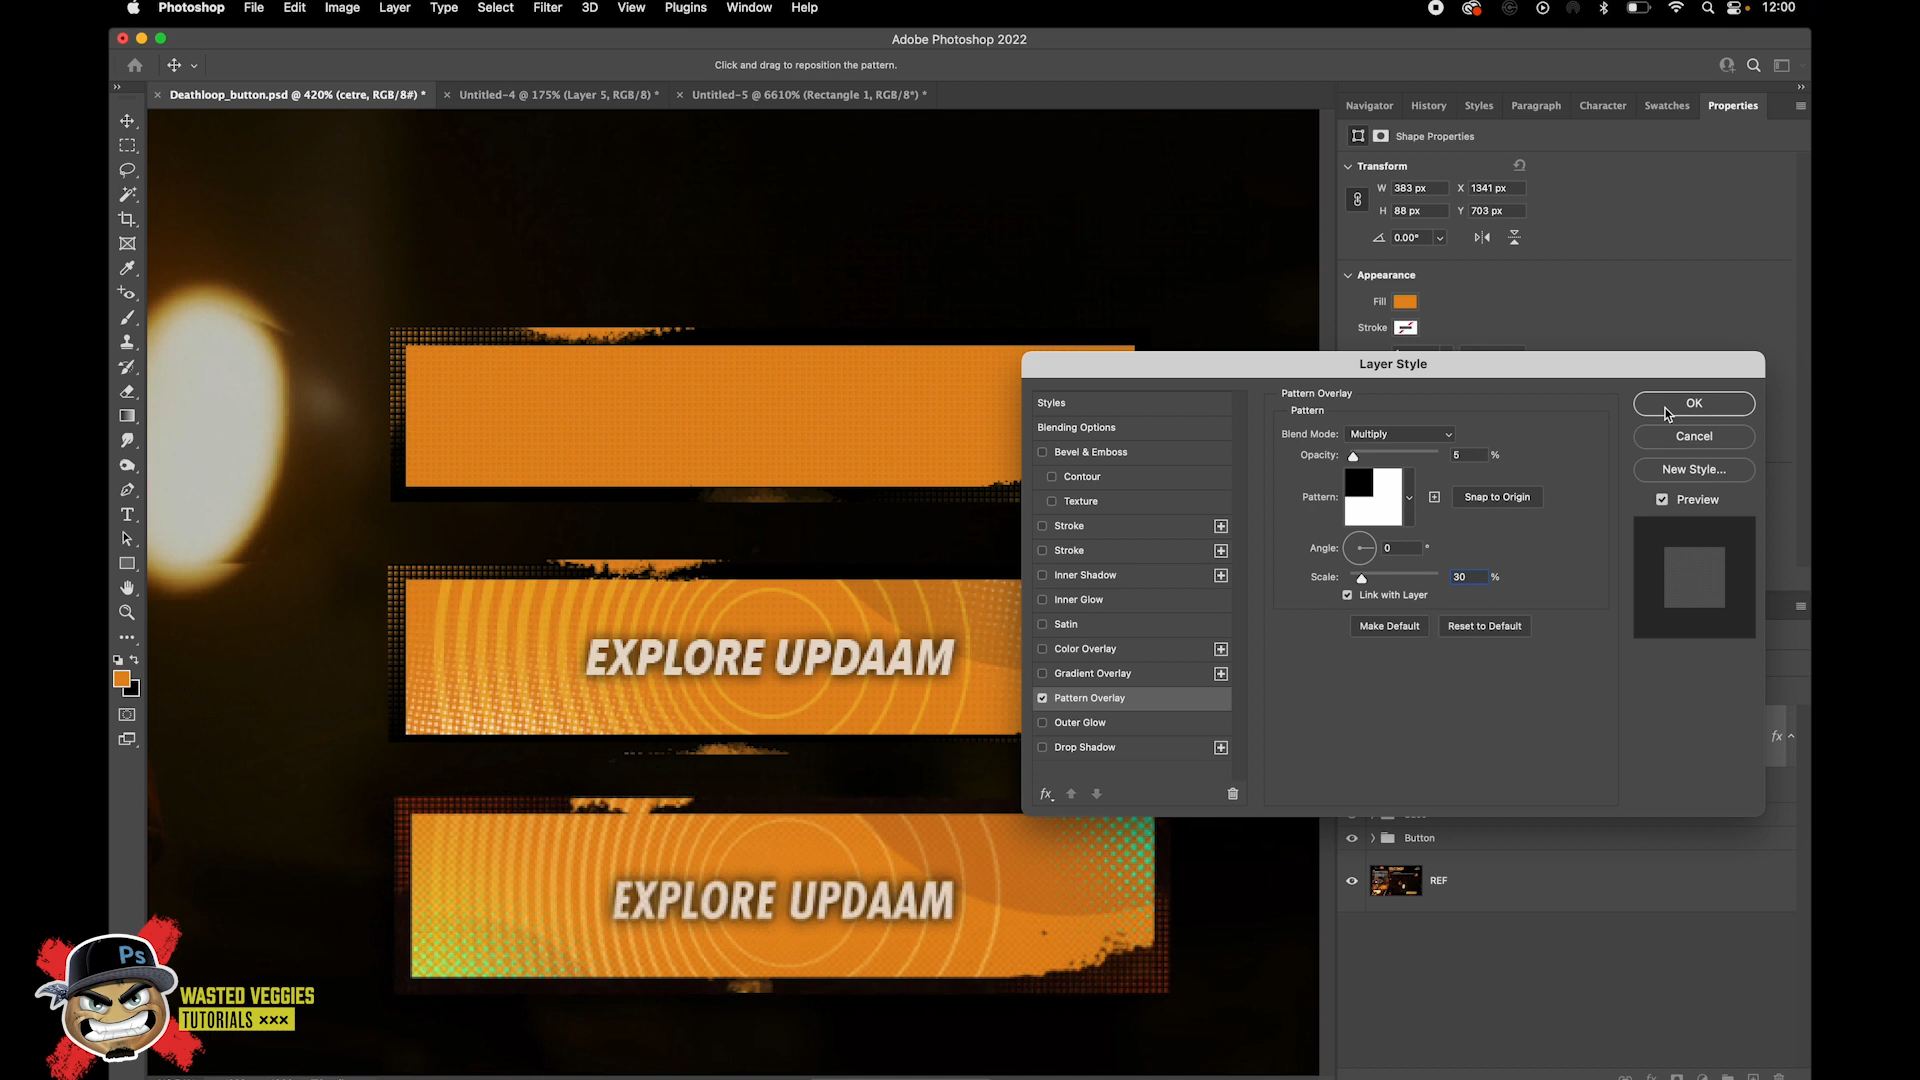 Photoshop File Edit Image Layer Type Select Filter 3D View Plugins Window Help 12:00
Adobe Photoshop 2022
Click and drag to reposition the pattern.
Deathloop_button.psd @ 420% (cetre, RGB/8#) * Untitled-4 @ 175% (Layer 5, RGB/8) * Untitled-5 @ 6610% (Rectangle 1, RGB/8*) *
Navigator History Styles Paragraph Character Swatches Properties
Shape Properties
Transform
W 383 px X 1341 px
H 88 px Y 703 px
0.00°
Appearance
Fill
Stroke
Layer Style
Styles
Blending Options
Bevel & Emboss
Contour
Texture
Stroke
Stroke
Inner Shadow
Inner Glow
Satin
Color Overlay
Gradient Overlay
Pattern Overlay
Outer Glow
Drop Shadow
fx
Pattern Overlay
Pattern
Blend Mode: Multiply
Opacity: 5 %
Pattern: Snap to Origin
Angle: 0 °
Scale: 30 %
Link with Layer
Make Default Reset to Default
OK
Cancel
New Style...
Preview
fx
Button
REF
EXPLORE UPDAAM
EXPLORE UPDAAM
Ps
WASTED VEGGIES
TUTORIALS xxx